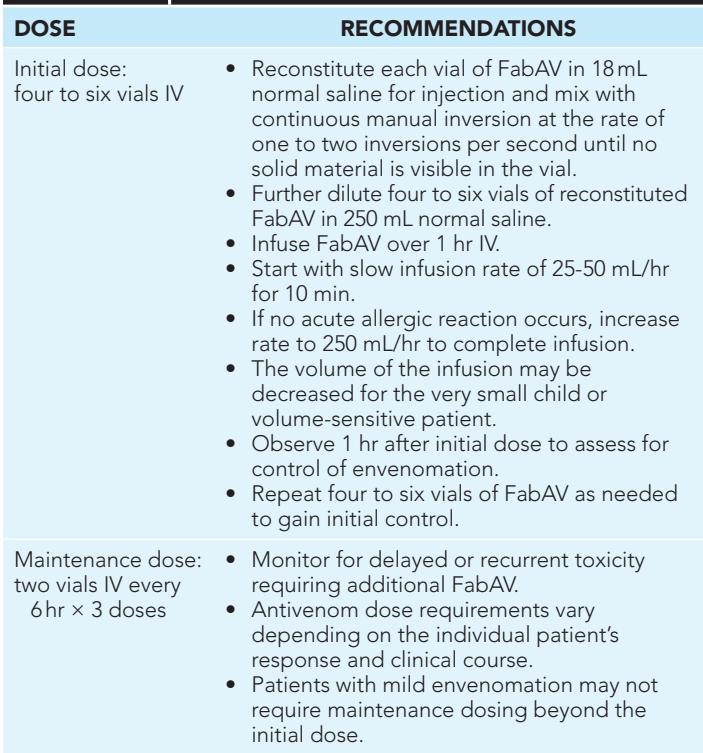 DOSE RECOMMENDATIONS
Initial dose:
four to six vials IV
• Reconstitute each vial of FabAV in 18 mL
normal saline for injection and mix with
continuous manual inversion at the rate of
one to two inversions per second until no
solid material is visible in the vial.
• Further dilute four to six vials of reconstituted
FabAV in 250 mL normal saline.
• Infuse FabAV over 1 hr IV.
• Start with slow infusion rate of 25-50 mL/hr
for 10 min.
• If no acute allergic reaction occurs, increase
rate to 250 mL/hr to complete infusion.
• The volume of the infusion may be
decreased for the very small child or
volume-sensitive patient.
• Observe 1 hr after initial dose to assess for
control of envenomation.
• Repeat four to six vials of FabAV as needed
to gain initial control.
Maintenance dose:
two vials IV every
6 hr × 3 doses
• Monitor for delayed or recurrent toxicity
requiring additional FabAV.
• Antivenom dose requirements vary
depending on the individual patient's
response and clinical course.
• Patients with mild envenomation may not
require maintenance dosing beyond the
initial dose.